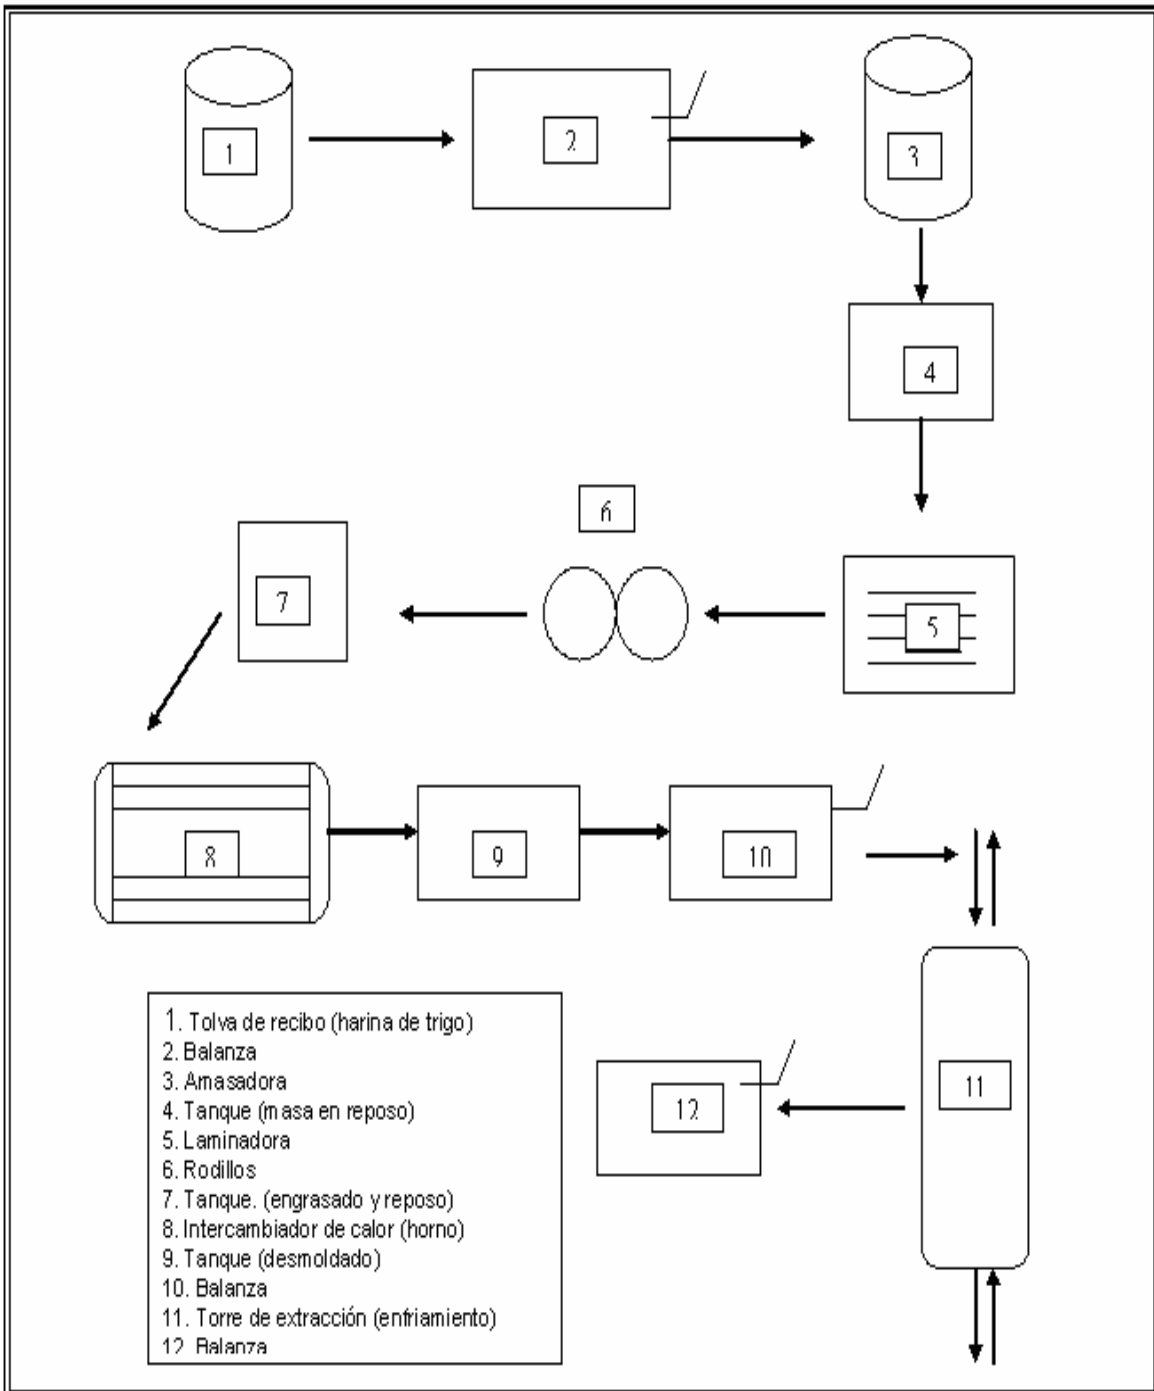 1
2
3
4
5
6
7
8
9
10
11
12
1. Tolva de recibo (harina de trigo)
2. Balanza
3. Amasadora
4. Tanque (masa en reposo)
5. Laminadora
6. Rodillos
7. Tanque. (engrasado y reposo)
8. Intercambiador de calor (horno)
9. Tanque (desmoldado)
10. Balanza
11. Torre de extracción (enfriamiento)
12. Balanza